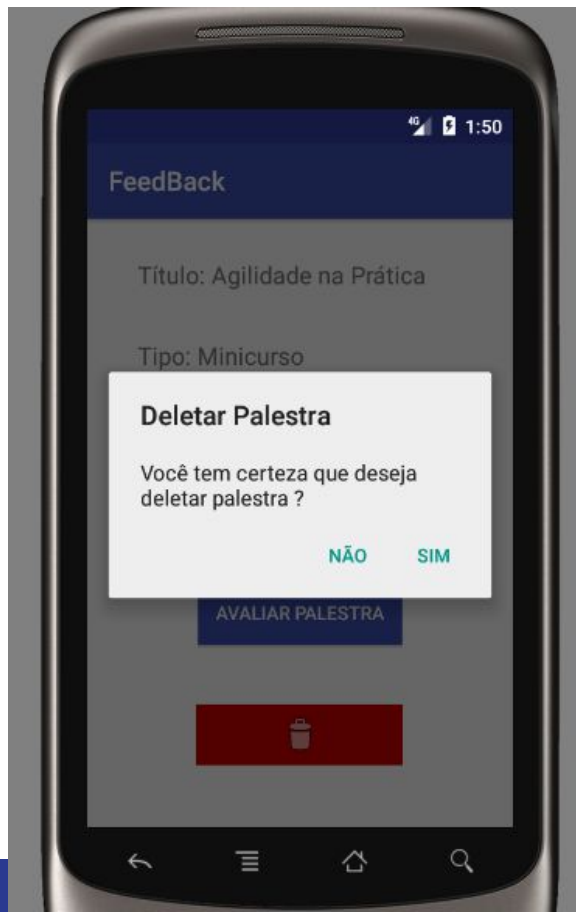 4G 1:50
FeedBack
Título: Agilidade na Prática
Tipo: Minicurso
Deletar Palestra
Você tem certeza que deseja
deletar palestra ?
NÃO SIM
AVALIAR PALESTRA